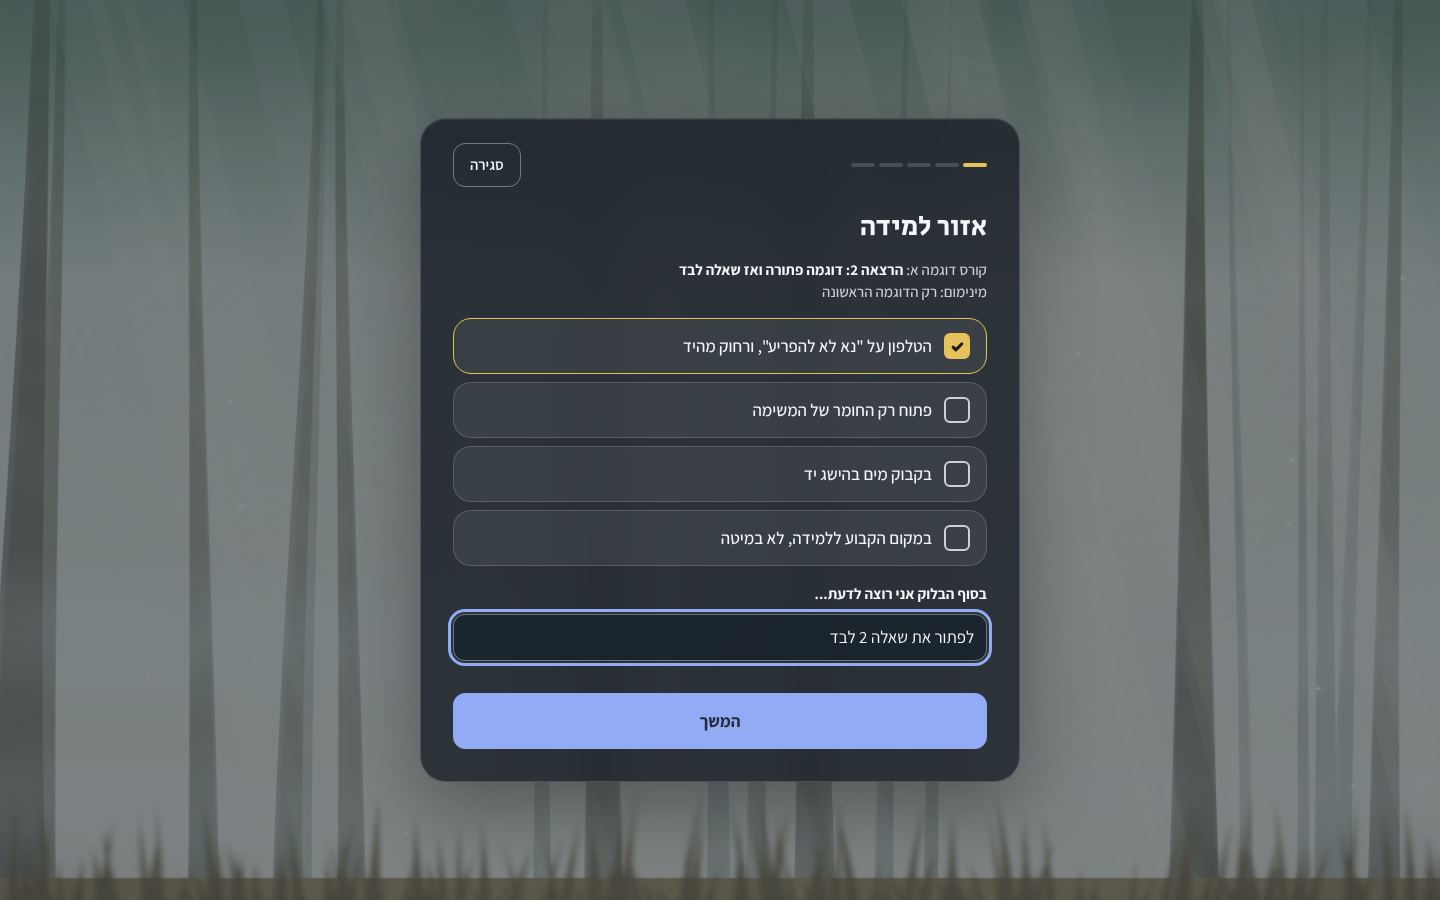 סגירה
אזור למידה
קורס דוגמה א: הרצאה 2: דוגמה פתורה ואז שאלה לבד
מינימום: רק הדוגמה הראשונה
הטלפון על "נא לא להפריע", ורחוק מהיד
פתוח רק החומר של המשימה
בקבוק מים בהישג יד
במקום הקבוע ללמידה, לא במיטה
בסוף הבלוק אני רוצה לדעת...
לפתור את שאלה 2 לבד
המשך